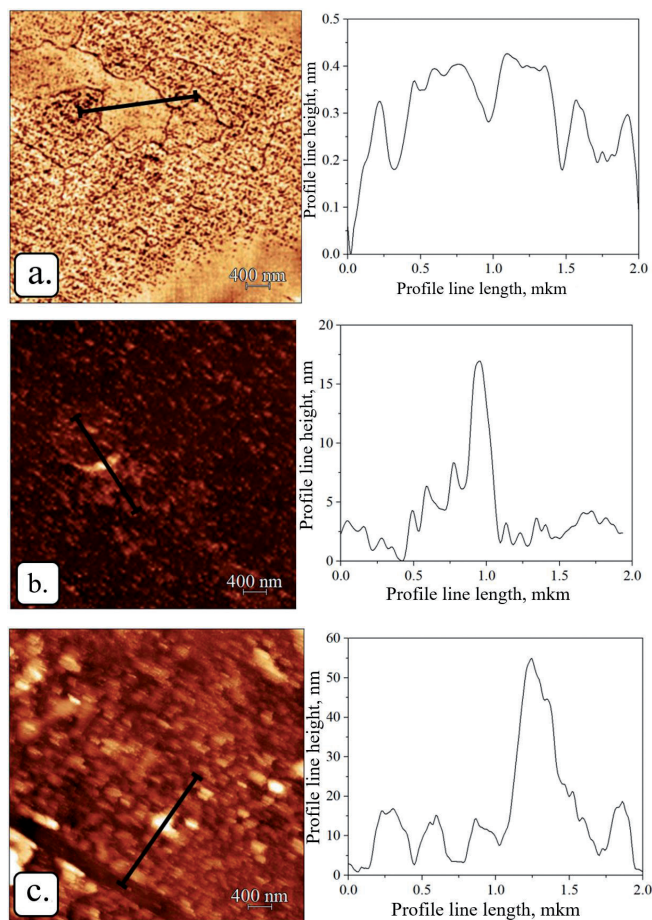 a.
400 nm
Profile line height, nm
0.5
0.4
0.3
0.2
0.1
0.0
0.0 0.5 1.0 1.5 2.0
Profile line length, mkm
b.
400 nm
Profile line height, nm
20
15
10
5
0
0.0 0.5 1.0 1.5 2.0
Profile line length, mkm
c.
400 nm
Profile line height, nm
60
50
40
30
20
10
0
0.0 0.5 1.0 1.5 2.0
Profile line length, mkm